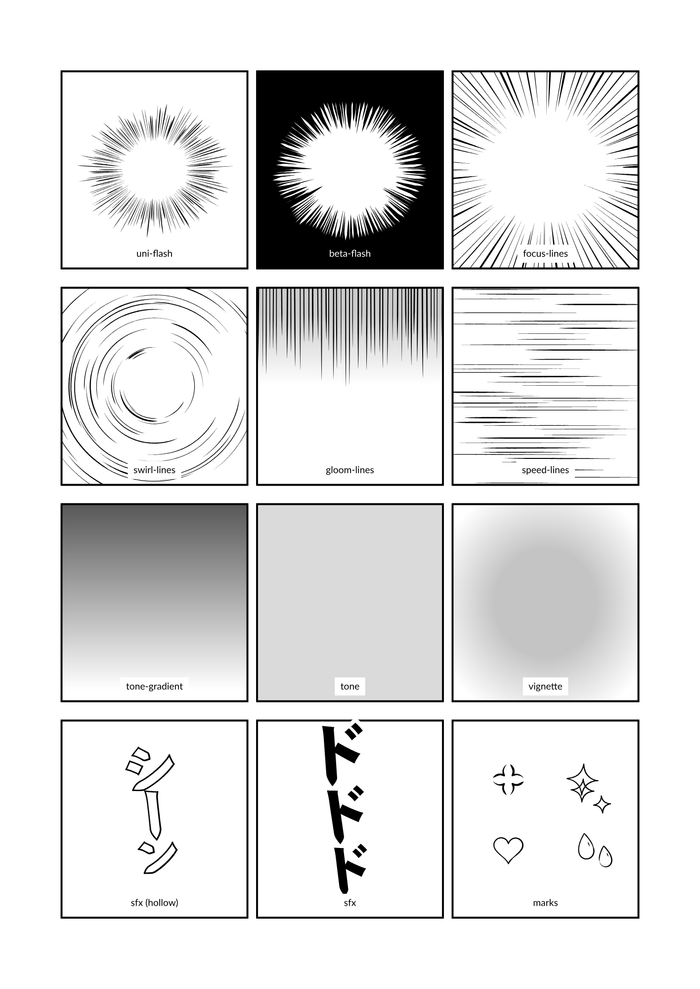 uni-flash
beta-flash
focus-lines
swirl-lines
gloom-lines
speed-lines
tone-gradient
tone
vignette
シーン
sfx (hollow)
ドドド
sfx
marks